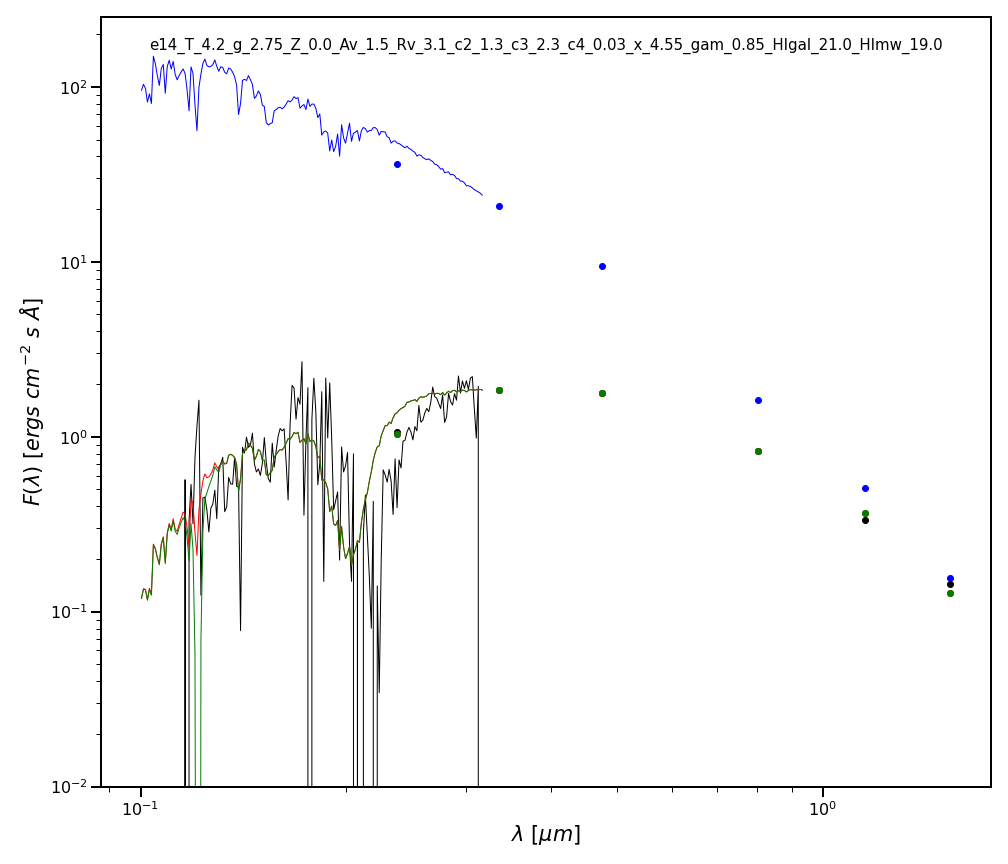 e14_T_4.2_g_2.75_Z_0.0_Av_1.5_Rv_3.1_c2_1.3_c3_2.3_c4_0.03_x_4.55_gam_0.85_HIgal_21.0_HImw_19.0
10²
10¹
10⁰
10⁻¹
10⁻²
F(λ) [ergs cm⁻² s Å]
10⁻¹
10⁰
λ [μm]